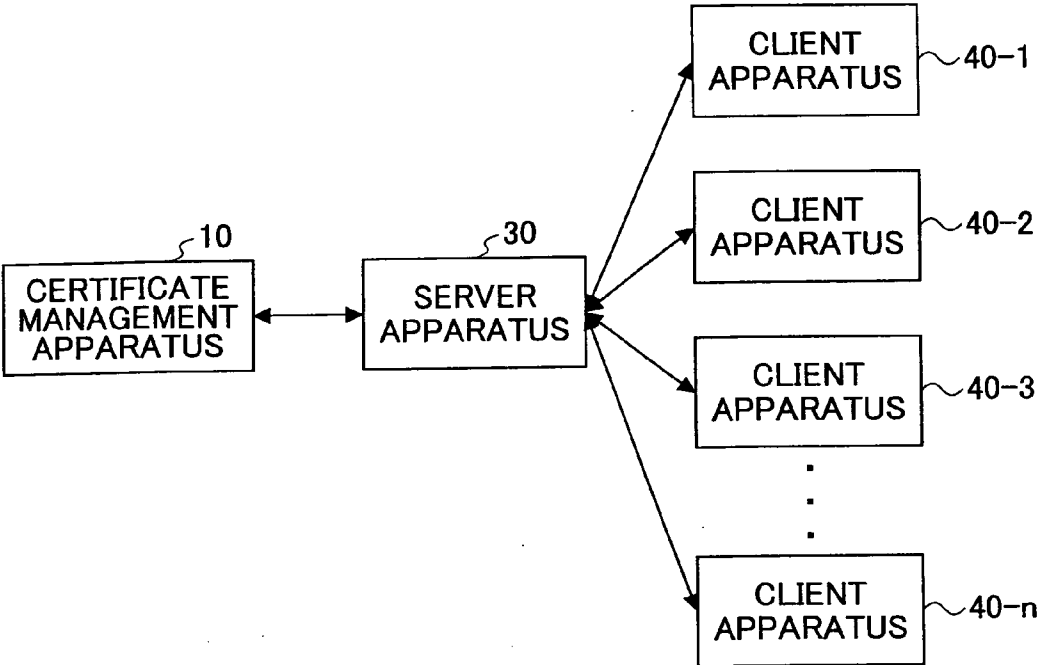 10
CERTIFICATE
MANAGEMENT
APPARATUS
30
SERVER
APPARATUS
CLIENT
APPARATUS
40-1
CLIENT
APPARATUS
40-2
CLIENT
APPARATUS
40-3
CLIENT
APPARATUS
40-n